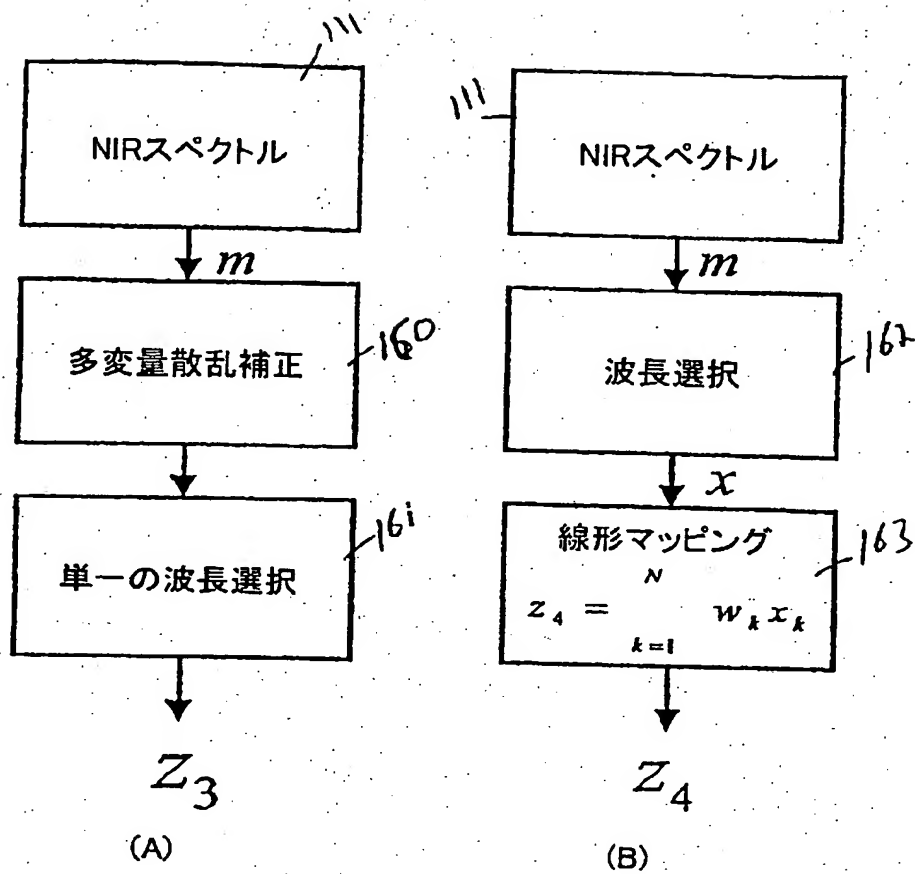 111
NIRスペクトル
m
多変量散乱補正
160
単一の波長選択
161
Z3
(A)
111
NIRスペクトル
m
波長選択
162
x
線形マッピング
163
N
z4 = wk xk
k=1
Z4
(B)